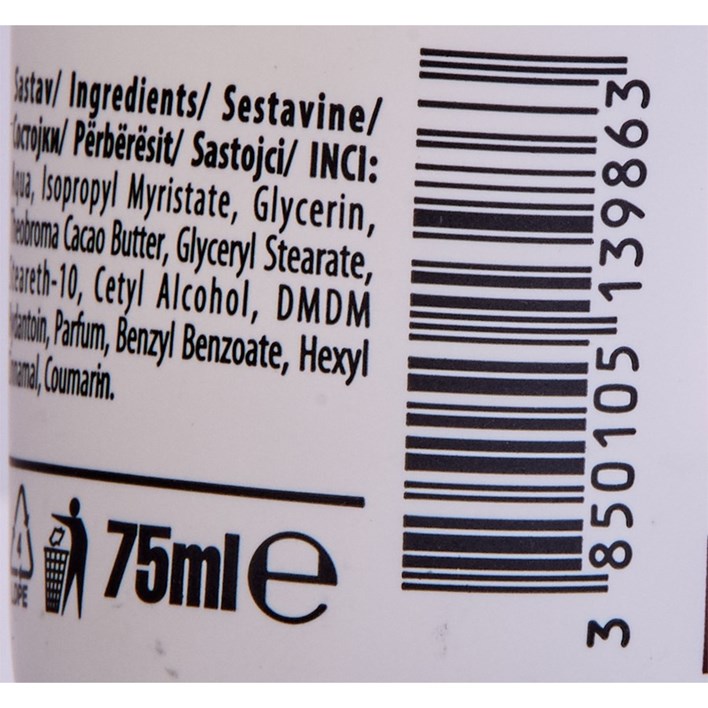 Sastav/ Ingredients/ Sestavine/
Состојки/ Përbërësit/ Sastojci/ INCI:
Aqua, Isopropyl Myristate, Glycerin,
Theobroma Cacao Butter, Glyceryl Stearate,
Steareth-10, Cetyl Alcohol, DMDM
Hydantoin, Parfum, Benzyl Benzoate, Hexyl
Cinnamal, Coumarin.
4
LDPE
75ml e
3 850105 139863